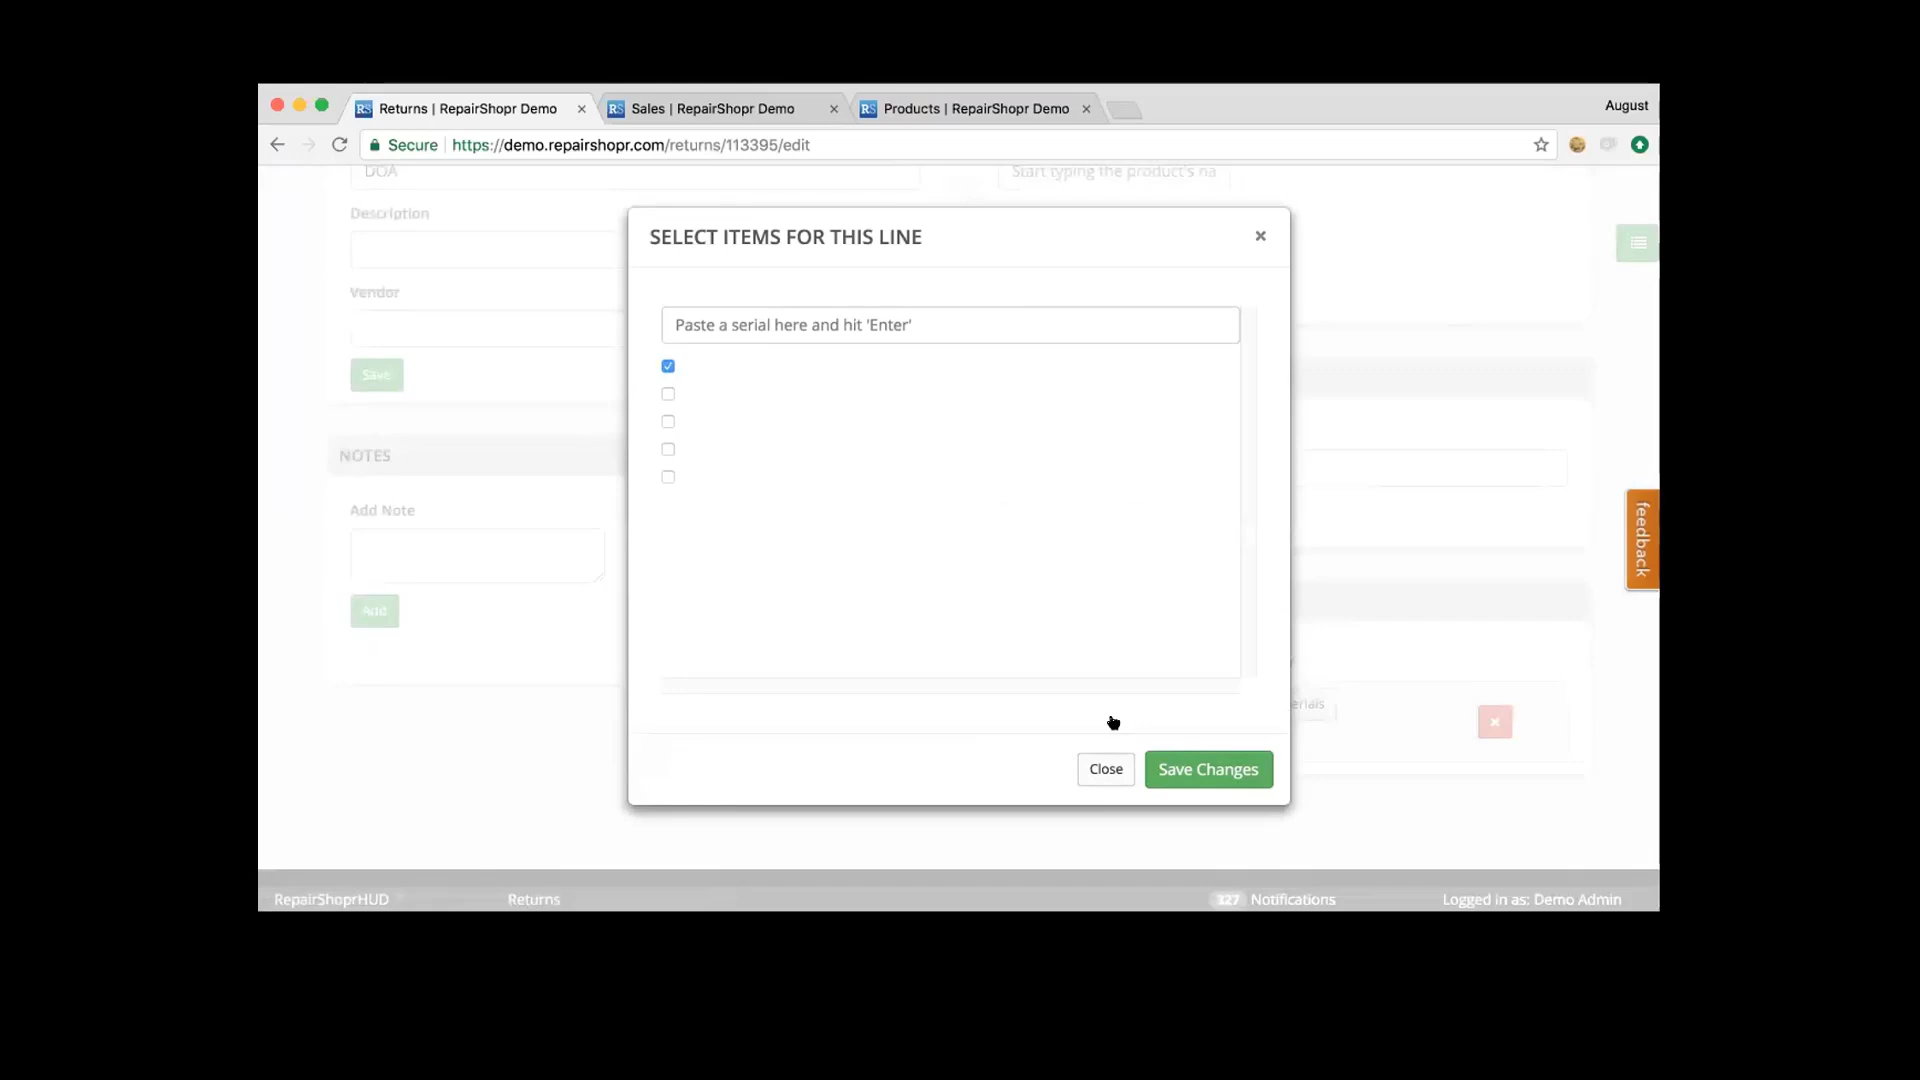 Returns | RepairShopr Demo
Sales | RepairShopr Demo
Products | RepairShopr Demo
August
Secure
https://demo.repairshopr.com/returns/113395/edit
DOA
Start typing the product's na
Description
SELECT ITEMS FOR THIS LINE
Vendor
Paste a serial here and hit 'Enter'
Save
NOTES
Add Note
feedback
Add
erials
Close
Save Changes
RepairShoprHUD
Returns
327 Notifications
Logged in as: Demo Admin